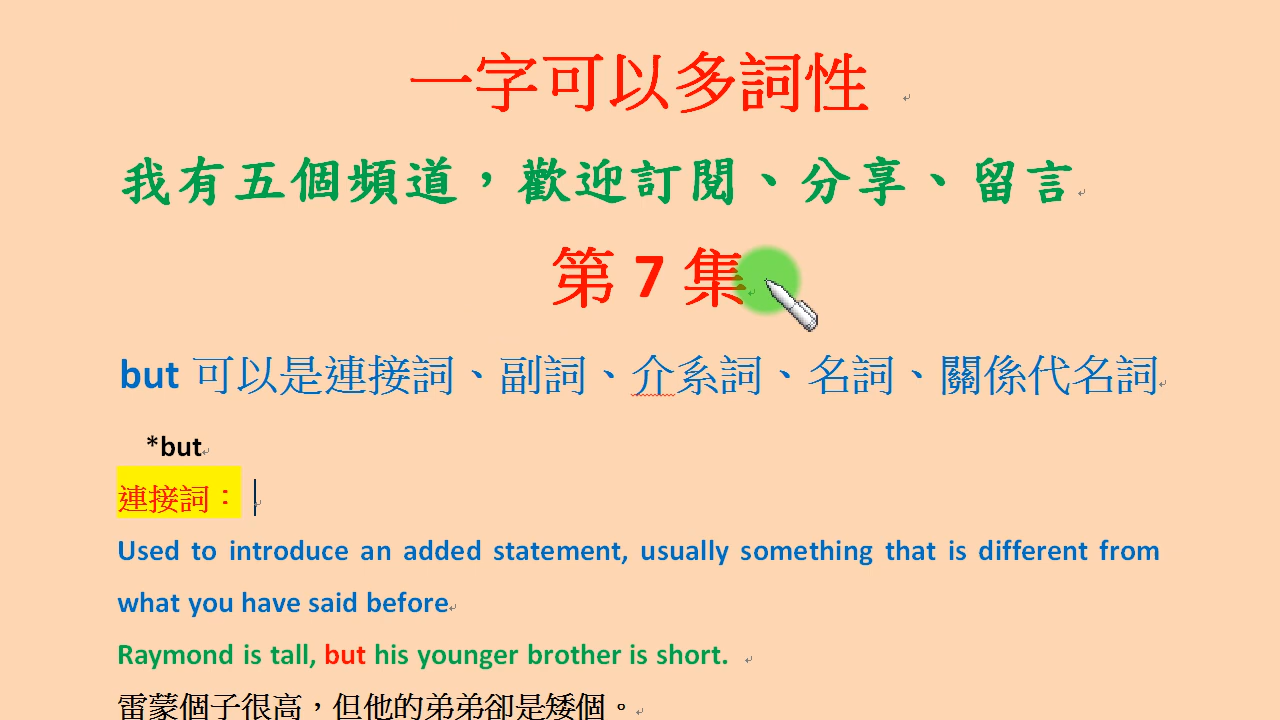 一字可以多詞性
我有五個頻道，歡迎訂閱、分享、留言
第 7 集
but 可以是連接詞、副詞、介系詞、名詞、關係代名詞
*but
連接詞：
Used to introduce an added statement, usually something that is different from
what you have said before
Raymond is tall, but his younger brother is short.
雷蒙個子很高，但他的弟弟卻是矮個。